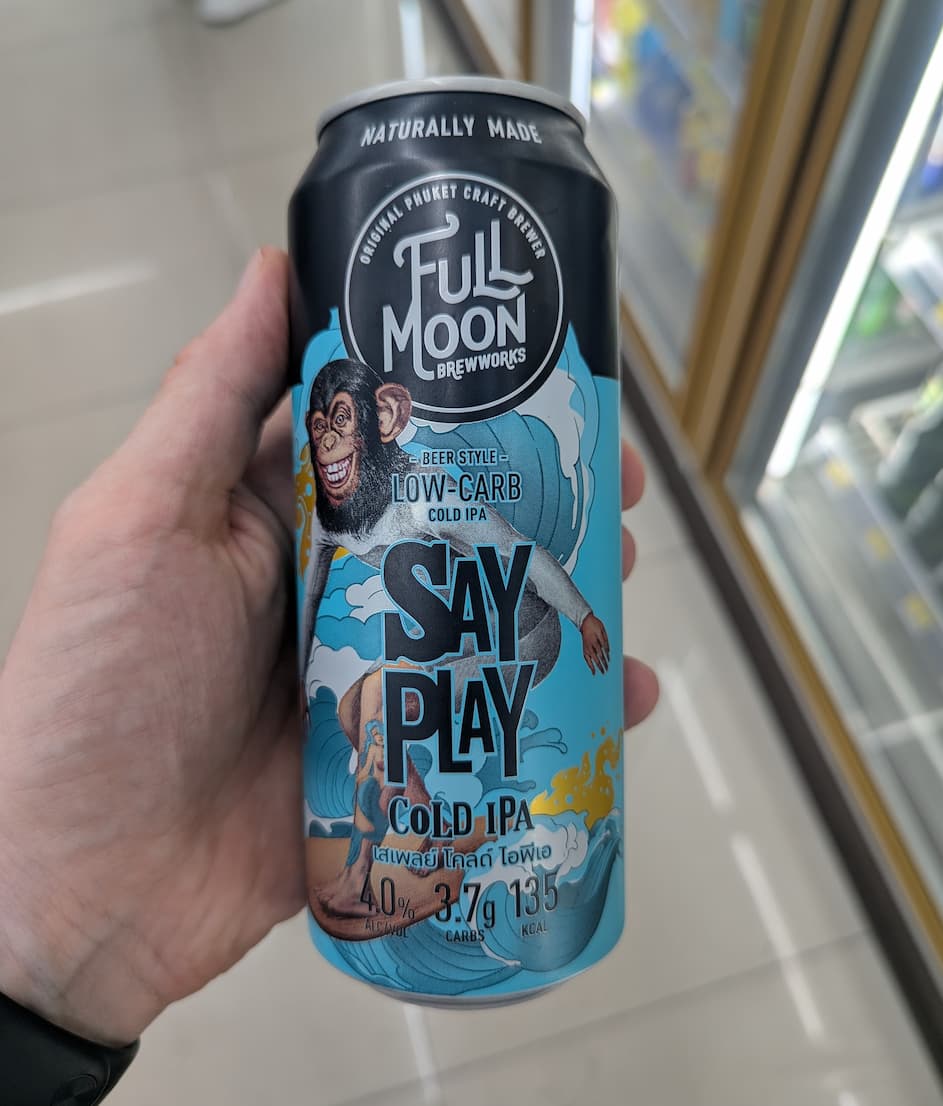 NATURALLY MADE
ORIGINAL PHUKET CRAFT BREWER
FULL
MOON
BREWWORKS
- BEER STYLE -
LOW-CARB
COLD IPA
SAY
PLAY
COLD IPA
เสเพลย์ โคลด์ ไอพีเอ
4.0% 3.7g 135
ALC/VOL CARBS KCAL